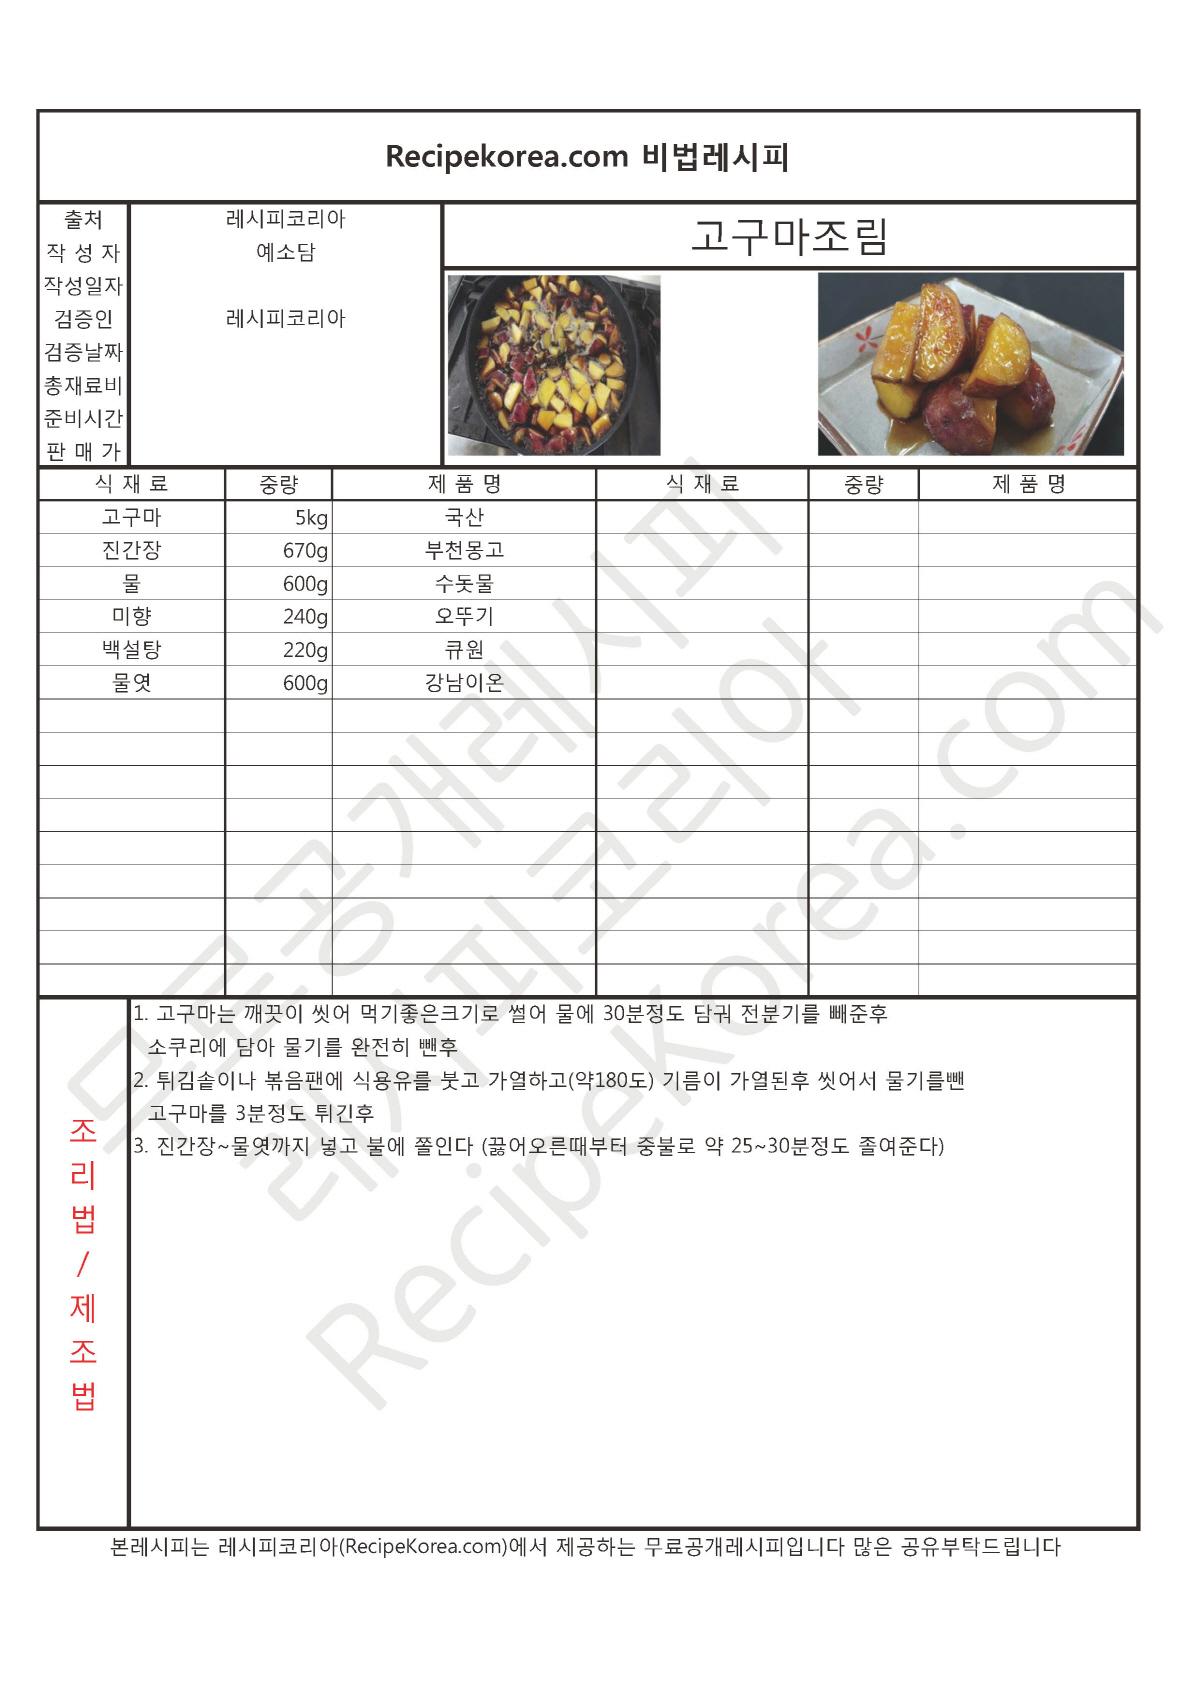 Recipekorea.com 비법레시피
출처 레시피코리아
작 성 자 예소담
작성일자
검증인 레시피코리아
검증날짜
총재료비
준비시간
판 매 가
고구마조림
식 재 료 중량 제 품 명 식 재 료 중량 제 품 명
고구마 5kg 국산
진간장 670g 부천몽고
물 600g 수돗물
미향 240g 오뚜기
백설탕 220g 큐원
물엿 600g 강남이온
무료공개레시피
레시피코리아
Recipekorea.com
조리법/제조법
1. 고구마는 깨끗이 씻어 먹기좋은크기로 썰어 물에 30분정도 담궈 전분기를 빼준후
소쿠리에 담아 물기를 완전히 뺀후
2. 튀김솥이나 볶음팬에 식용유를 붓고 가열하고(약180도) 기름이 가열된후 씻어서 물기를뺀
고구마를 3분정도 튀긴후
3. 진간장~물엿까지 넣고 불에 쫄인다 (끓어오른때부터 중불로 약 25~30분정도 졸여준다)
본레시피는 레시피코리아(RecipeKorea.com)에서 제공하는 무료공개레시피입니다 많은 공유부탁드립니다